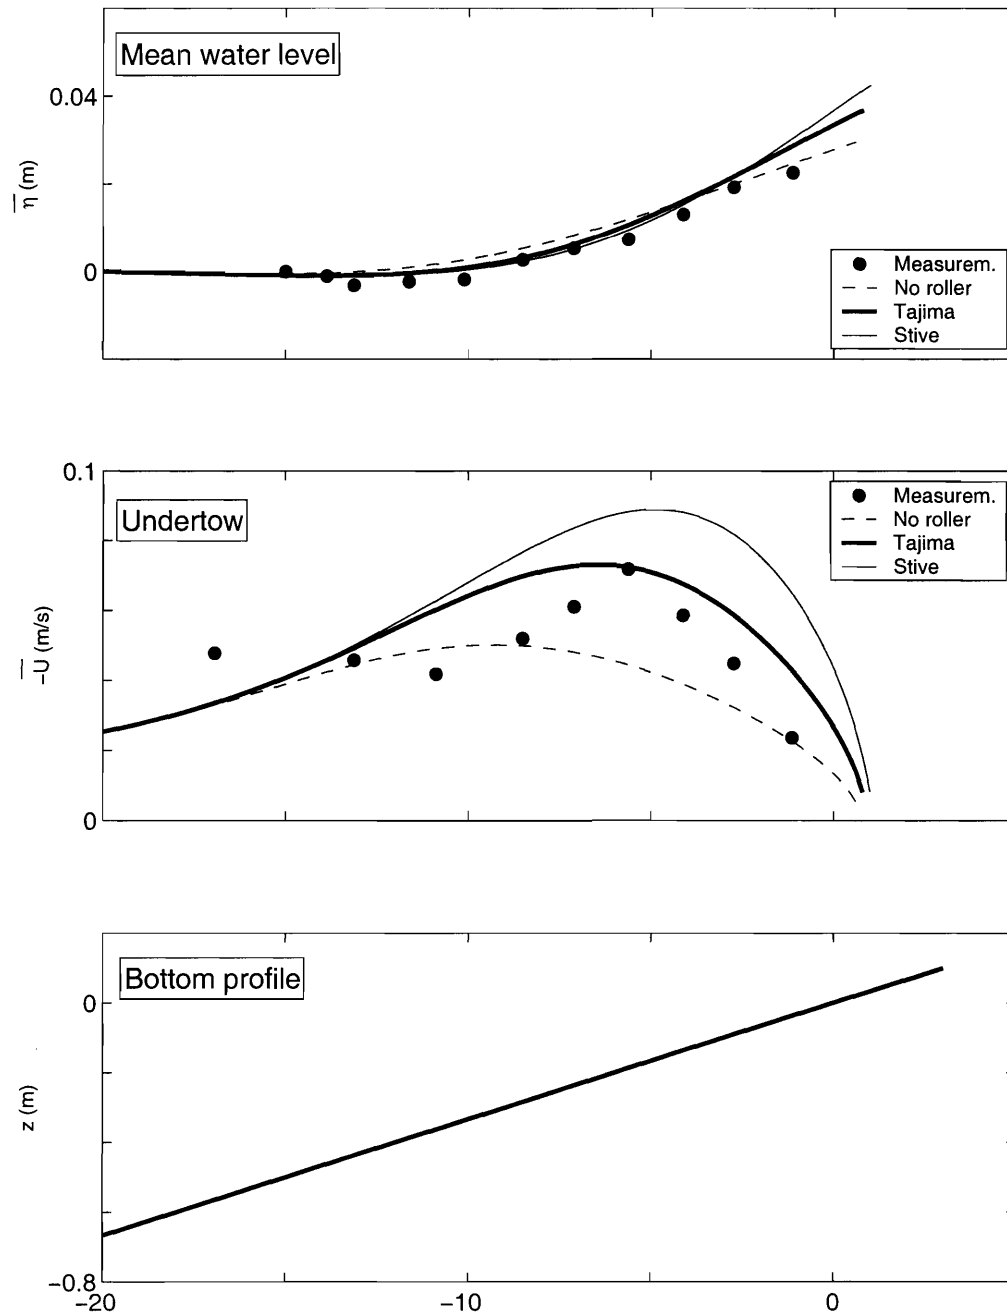 Mean water level
0.04
η (m)
0
Measurem.
No roller
Tajima
Stive
0.1
Undertow
−U (m/s)
0
Measurem.
No roller
Tajima
Stive
Bottom profile
0
z (m)
−0.8
−20
−10
0